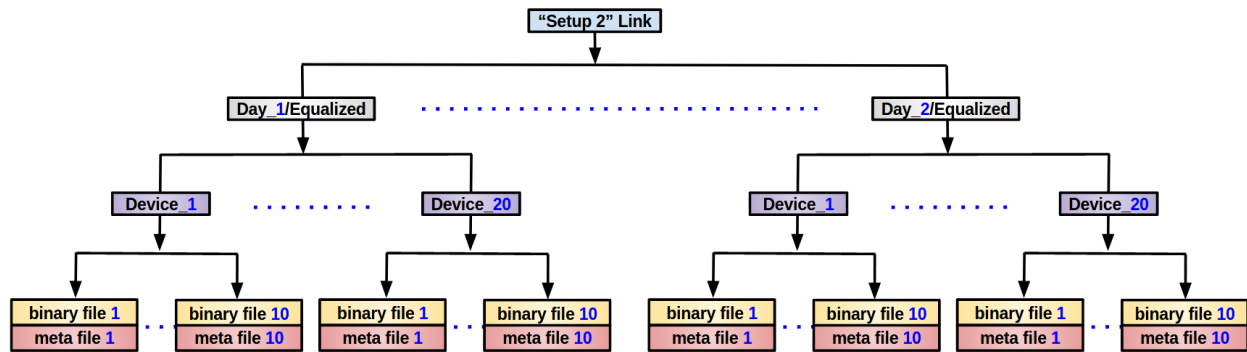 “Setup 2” Link
Day_1/Equalized
Day_2/Equalized
Device_1
Device_20
Device_1
Device_20
binary file 1
binary file 10
binary file 1
binary file 10
binary file 1
binary file 10
binary file 1
binary file 10
meta file 1
meta file 10
meta file 1
meta file 10
meta file 1
meta file 10
meta file 1
meta file 10